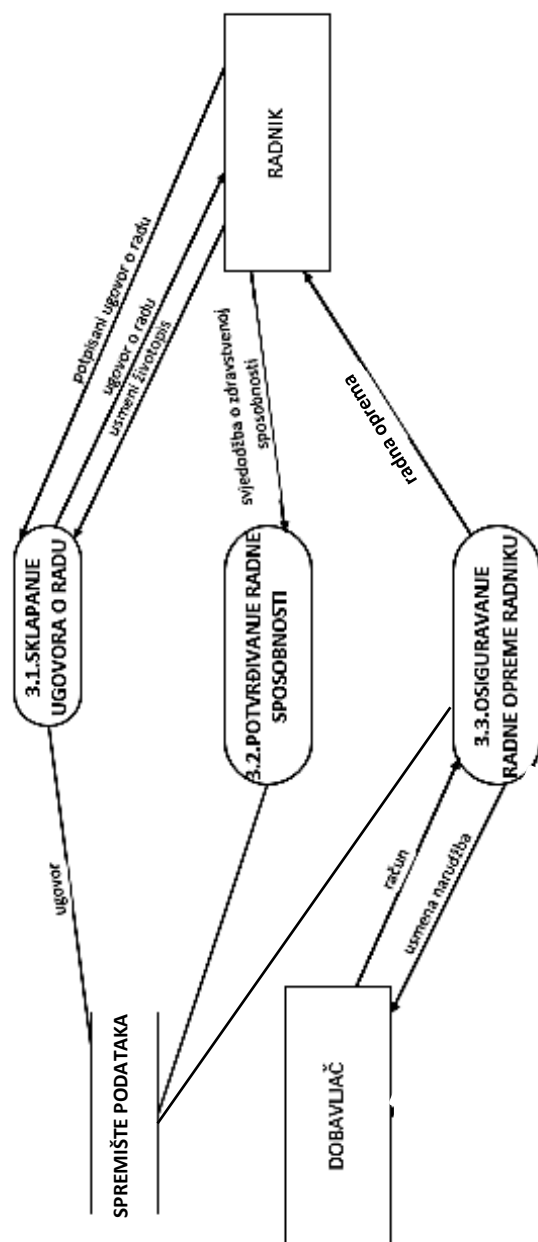 RADNIK
potpisani ugovor o radu
ugovor o radu
usmeni životopis
svjedodžba o zdravstvenoj
sposobnosti
radna oprema
3.1.SKLAPANJE
UGOVORA O RADU
3.2.POTVRĐIVANJE RADNE
SPOSOBNOSTI
3.3.OSIGURAVANJE
RADNE OPREME RADNIKU
ugovor
račun
usmena narudžba
SPREMIŠTE PODATAKA
DOBAVLJAČ